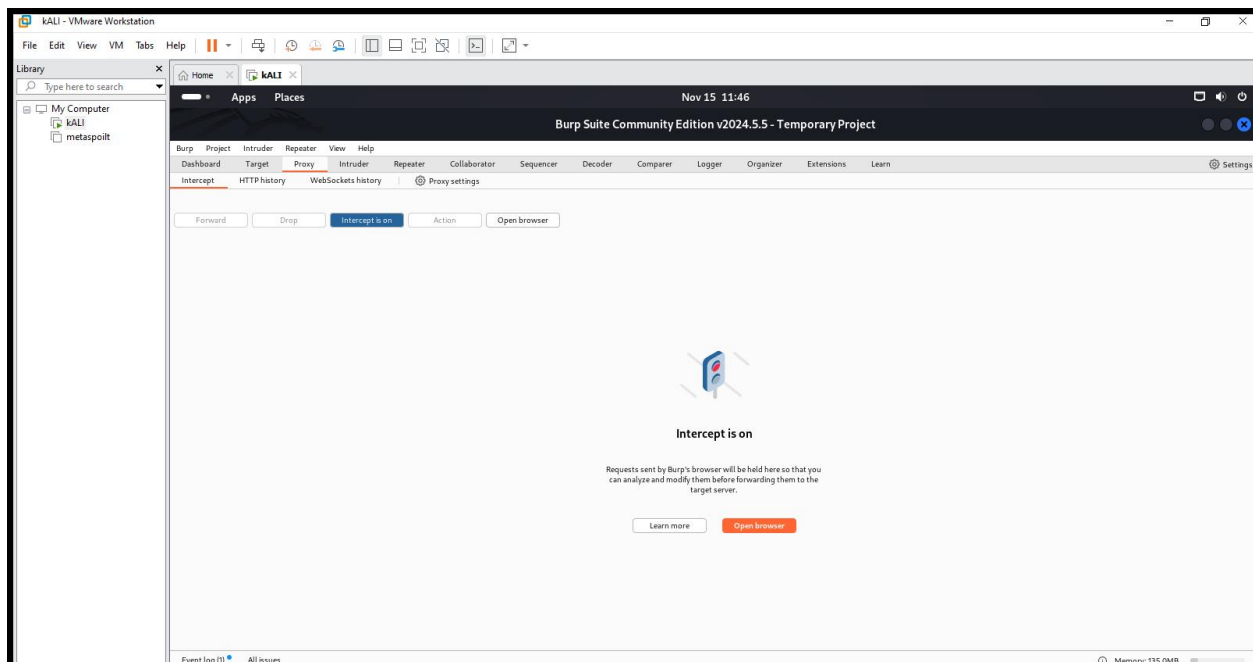 kALI - VMware Workstation
File Edit View VM Tabs Help
Library
Home kALI
Type here to search
My Computer
kALI
metaspoilt
Apps Places Nov 15 11:46
Burp Suite Community Edition v2024.5.5 - Temporary Project
Burp Project Intruder Repeater View Help
Dashboard Target Proxy Intruder Repeater Collaborator Sequencer Decoder Comparer Logger Organizer Extensions Learn Settings
Intercept HTTP history WebSockets history Proxy settings
Forward Drop Intercept is on Action Open browser
Intercept is on
Requests sent by Burp's browser will be held here so that you
can analyze and modify them before forwarding them to the
target server.
Learn more Open browser
Event log (1) All issues Memory: 135.0MB